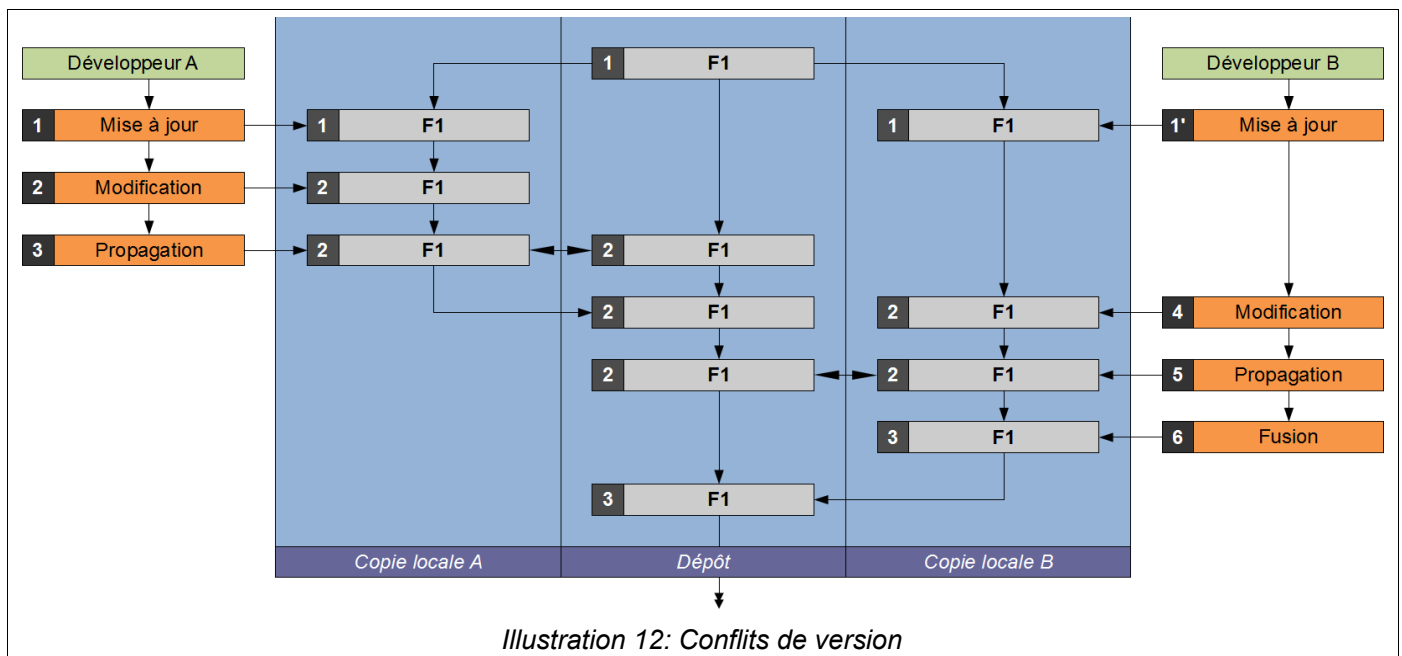 Développeur A
1 F1
Développeur B
1 Mise à jour
1 F1
1 F1
1' Mise à jour
2 Modification
2 F1
3 Propagation
2 F1
2 F1
2 F1
2 F1
4 Modification
2 F1
2 F1
5 Propagation
3 F1
6 Fusion
3 F1
Copie locale A
Dépôt
Copie locale B
Illustration 12: Conflits de version